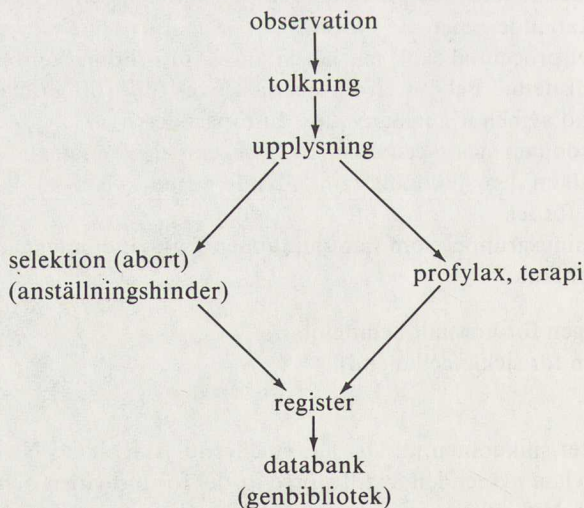 observation
tolkning
upplysning
selektion (abort)
(anställningshinder)
profylax, terapi
register
databank
(genbibliotek)